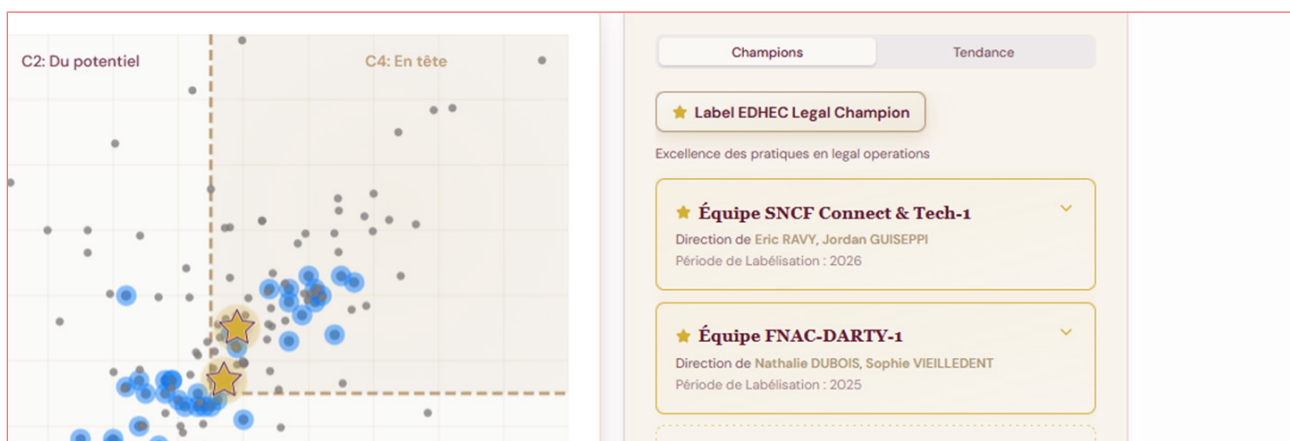 C2: Du potentiel
C4: En tête
Champions
Tendance
Label EDHEC Legal Champion
Excellence des pratiques en legal operations
Équipe SNCF Connect & Tech-1
Direction de Eric RAVY, Jordan GUISEPPI
Période de Labélisation : 2026
Équipe FNAC-DARTY-1
Direction de Nathalie DUBOIS, Sophie VIEILLEDENT
Période de Labélisation : 2025